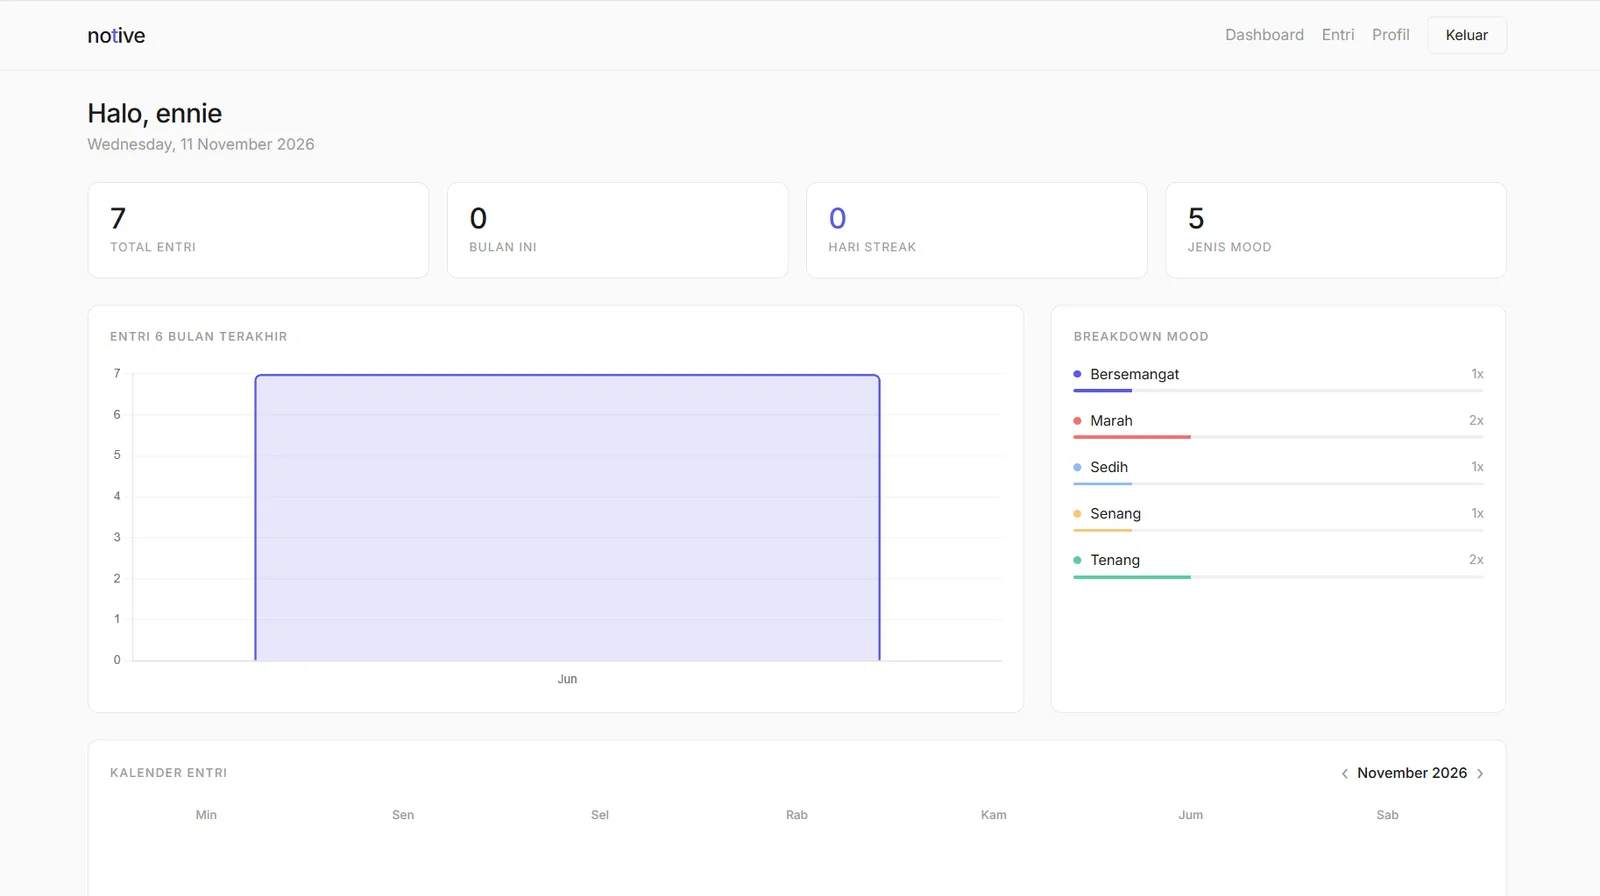 notive
Dashboard Entri Profil Keluar
Halo, ennie
Wednesday, 11 November 2026
7
TOTAL ENTRI
0
BULAN INI
0
HARI STREAK
5
JENIS MOOD
ENTRI 6 BULAN TERAKHIR
7
6
5
4
3
2
1
0
Jun
BREAKDOWN MOOD
Bersemangat 1x
Marah 2x
Sedih 1x
Senang 1x
Tenang 2x
KALENDER ENTRI
‹ November 2026 ›
Min Sen Sel Rab Kam Jum Sab